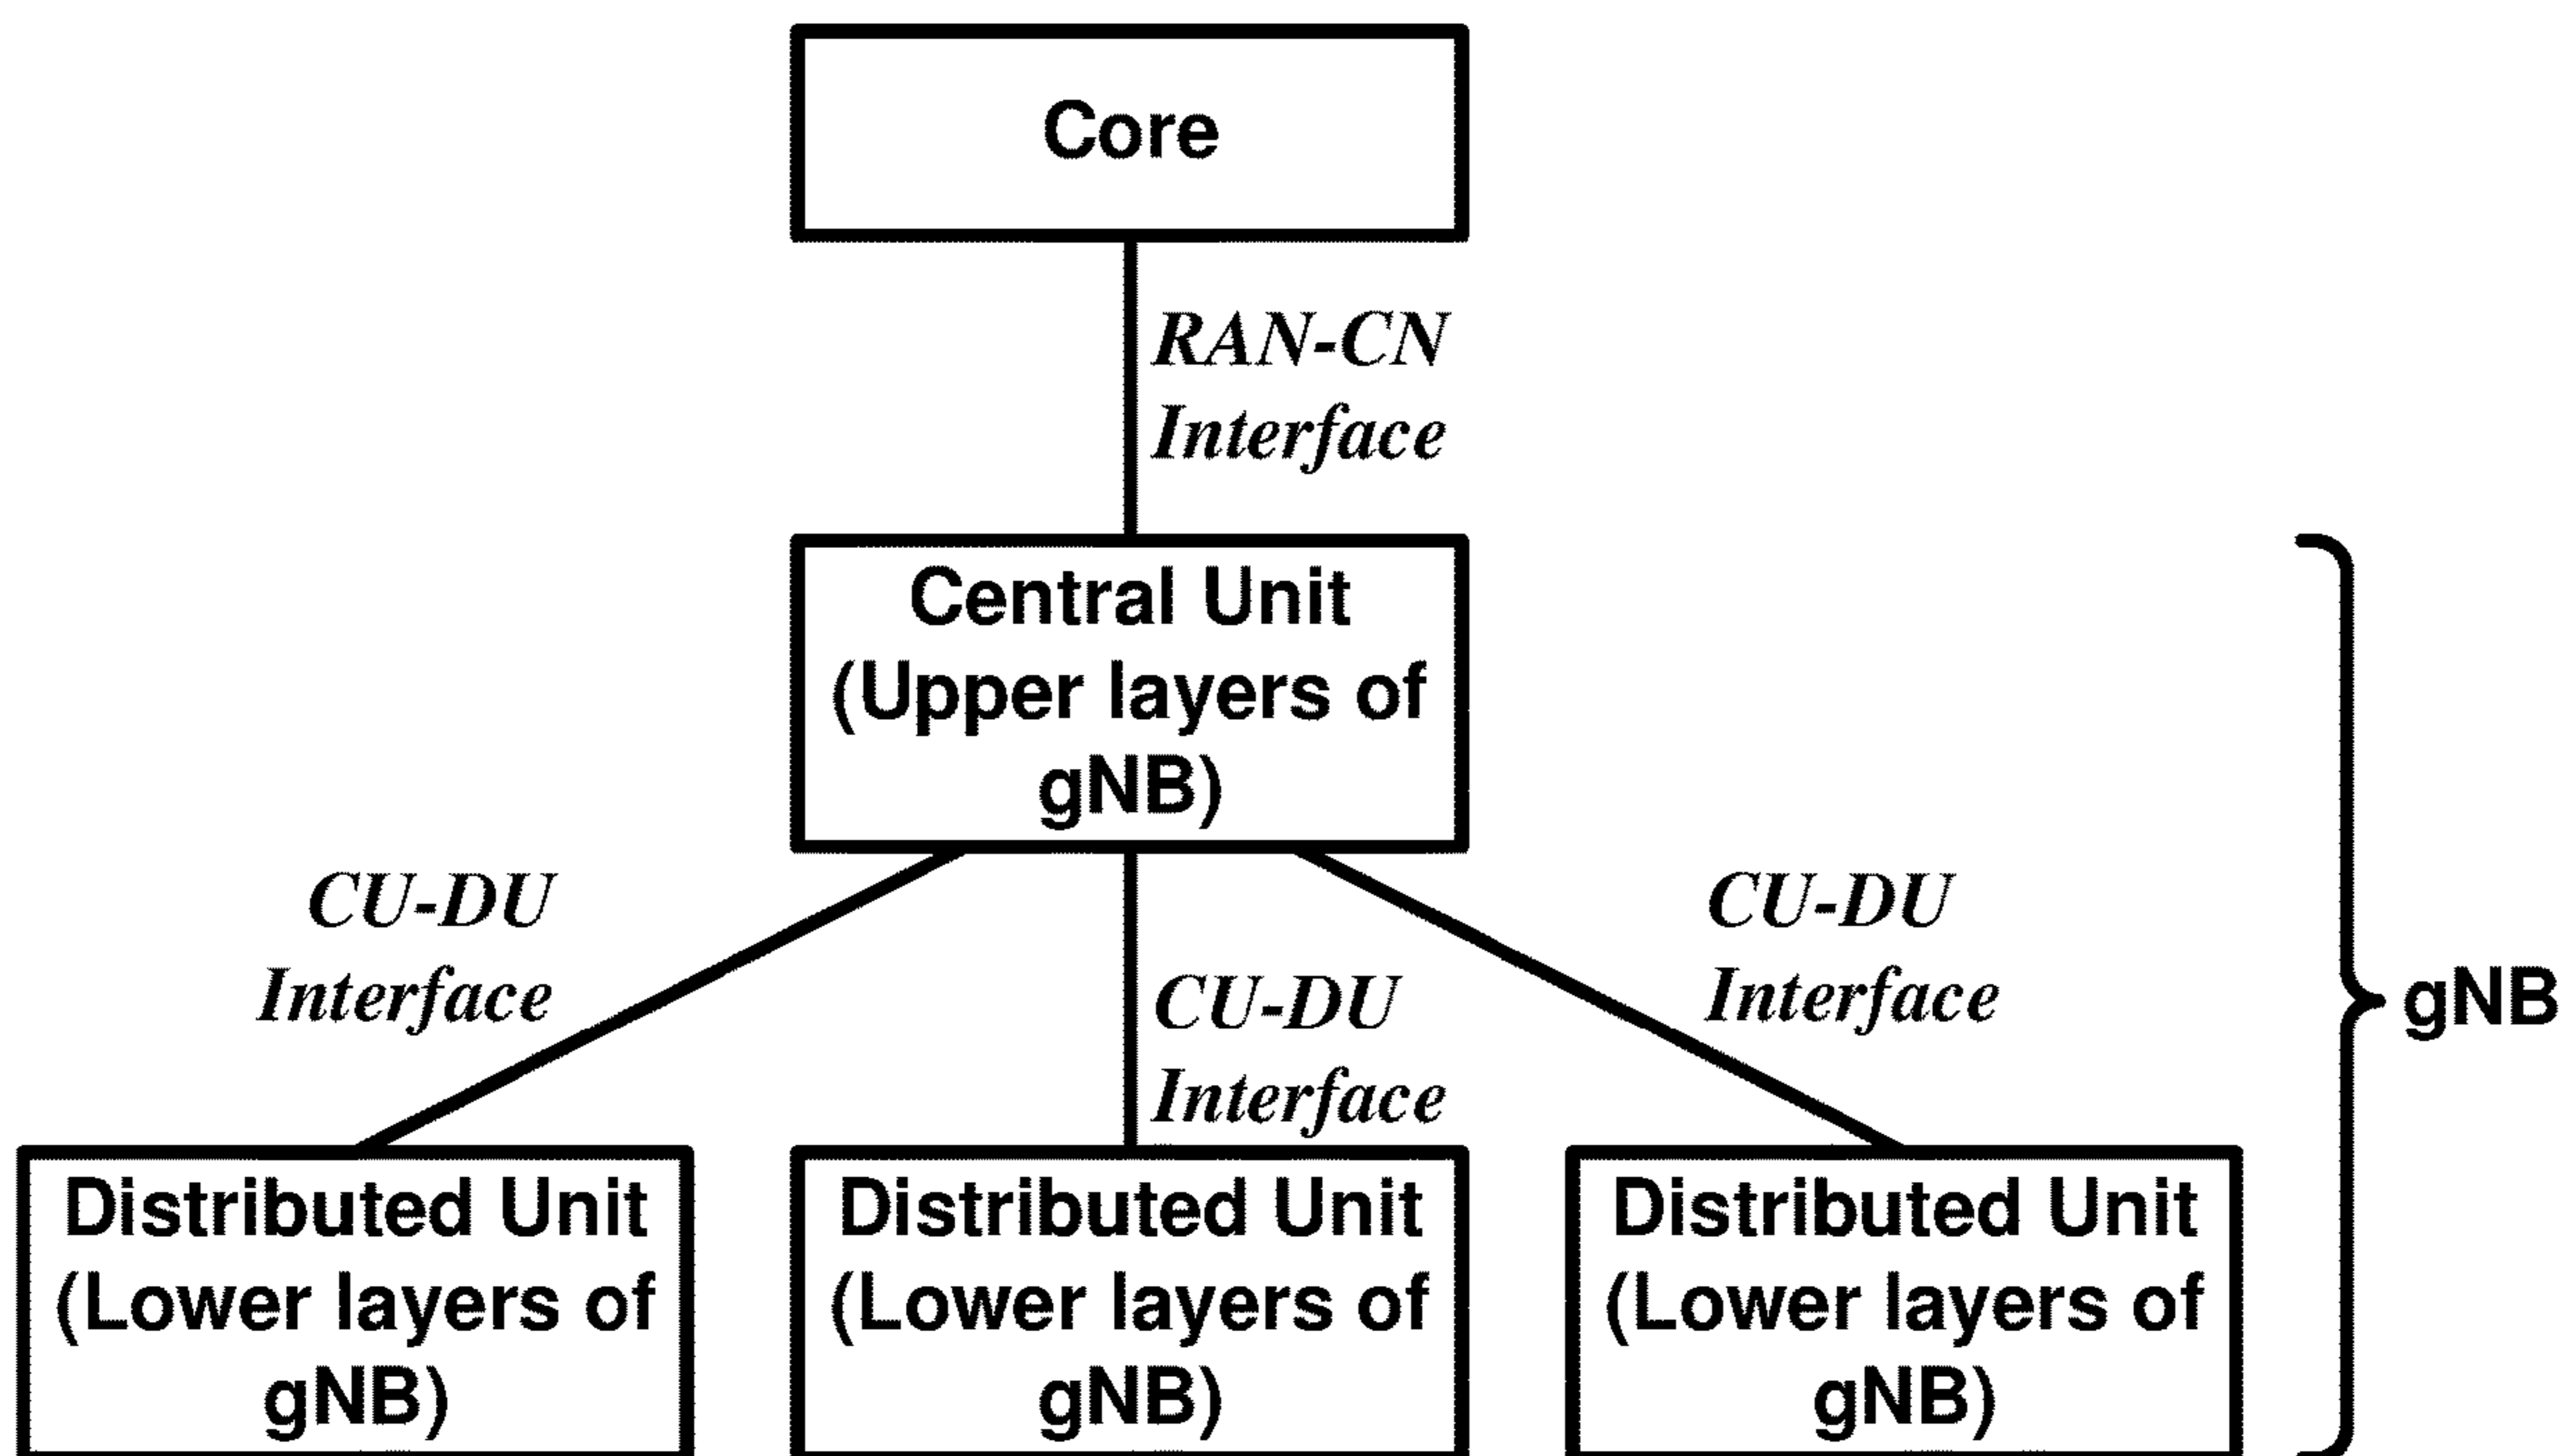 Core
RAN-CN
Interface
Central Unit
(Upper layers of
gNB)
CU-DU
Interface
CU-DU
Interface
CU-DU
Interface
gNB
Distributed Unit
(Lower layers of
gNB)
Distributed Unit
(Lower layers of
gNB)
Distributed Unit
(Lower layers of
gNB)